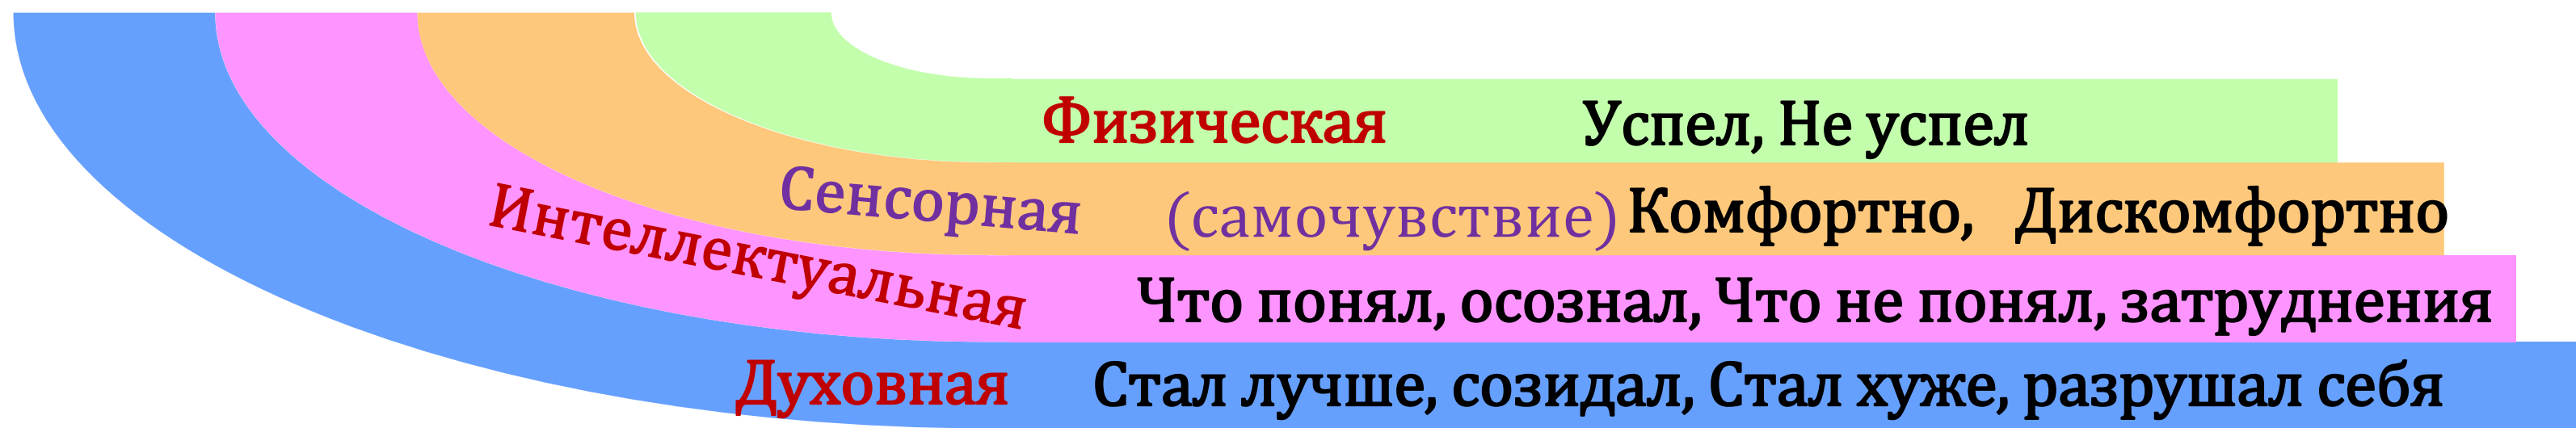 Физическая Успел, Не успел
Сенсорная (самочувствие) Комфортно, Дискомфортно
Интеллектуальная Что понял, осознал, Что не понял, затруднения
Духовная Стал лучше, созидал, Стал хуже, разрушал себя